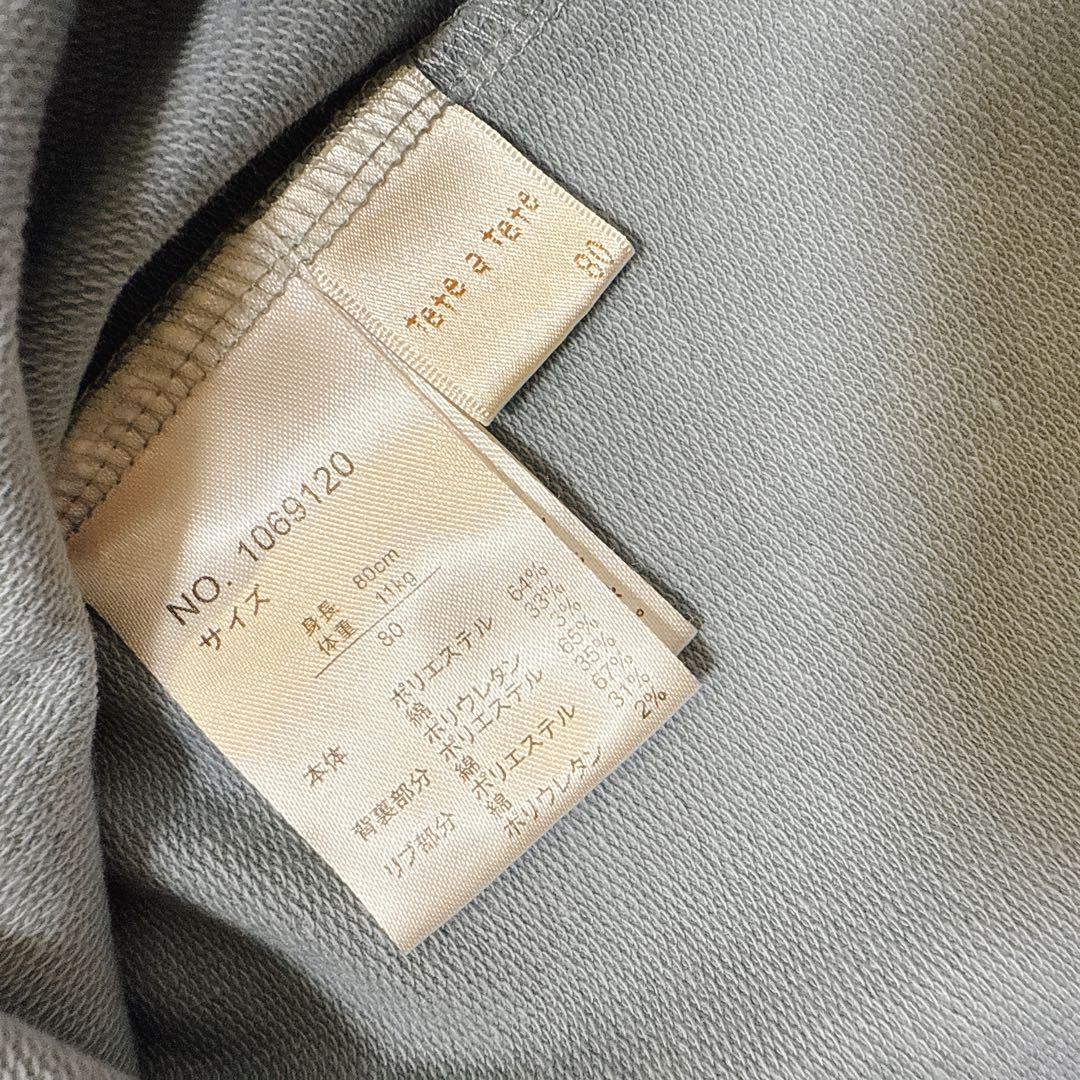 tete a tete
80
NO. 1069120
サイズ
身長 80cm
体重 11kg
80
本体 ポリエステル 64%
綿 33%
ポリウレタン 3%
背裏部分 ポリエステル 65%
綿 35%
リブ部分 ポリエステル 67%
綿 31%
ポリウレタン 2%